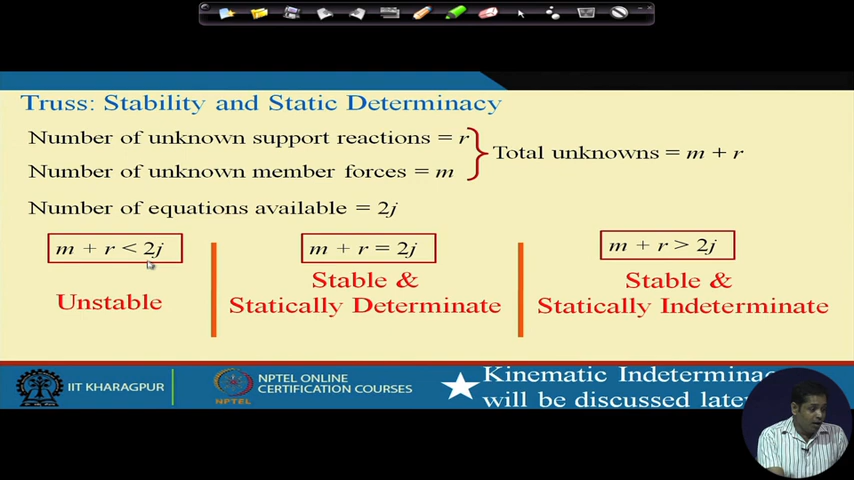 Truss: Stability and Static Determinacy
Number of unknown support reactions = r
Total unknowns = m + r
Number of unknown member forces = m
Number of equations available = 2j
m + r < 2j
m + r = 2j
m + r > 2j
Unstable
Stable &
Statically Determinate
Stable &
Statically Indeterminate
IIT KHARAGPUR
NPTEL
NPTEL ONLINE
CERTIFICATION COURSES
Kinematic
will be discussed